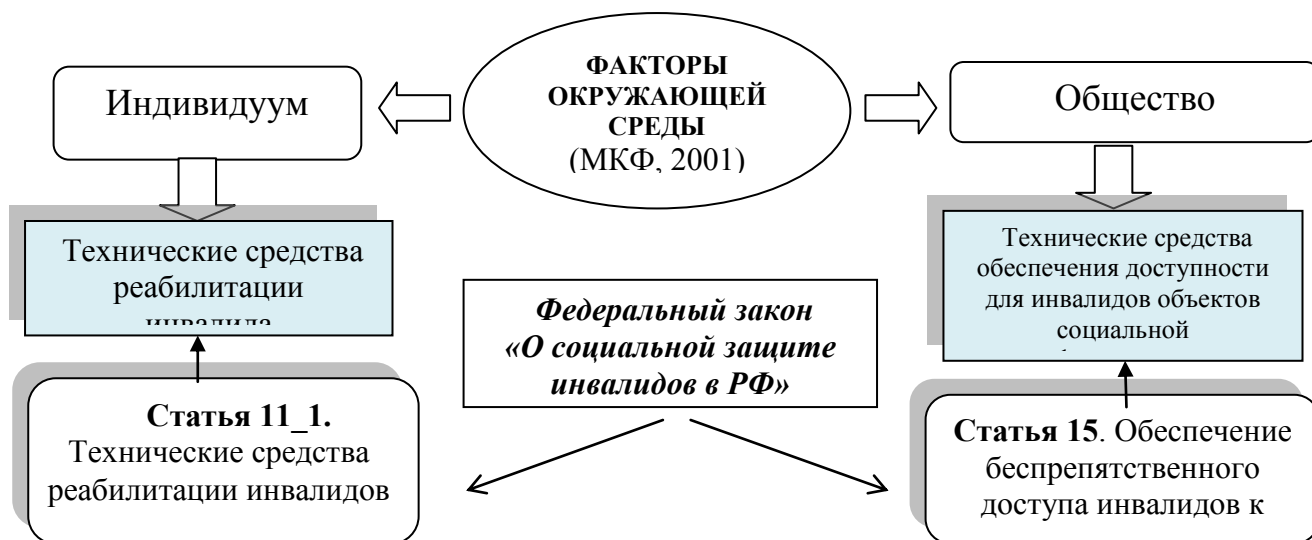 ФАКТОРЫ
ОКРУЖАЮЩЕЙ
СРЕДЫ
(МКФ, 2001)
Индивидуум
Общество
Технические средства
реабилитации
инвалида
Технические средства
обеспечения доступности
для инвалидов объектов
социальной
Федеральный закон
«О социальной защите
инвалидов в РФ»
Статья 11_1.
Технические средства
реабилитации инвалидов
Статья 15. Обеспечение
беспрепятственного
доступа инвалидов к